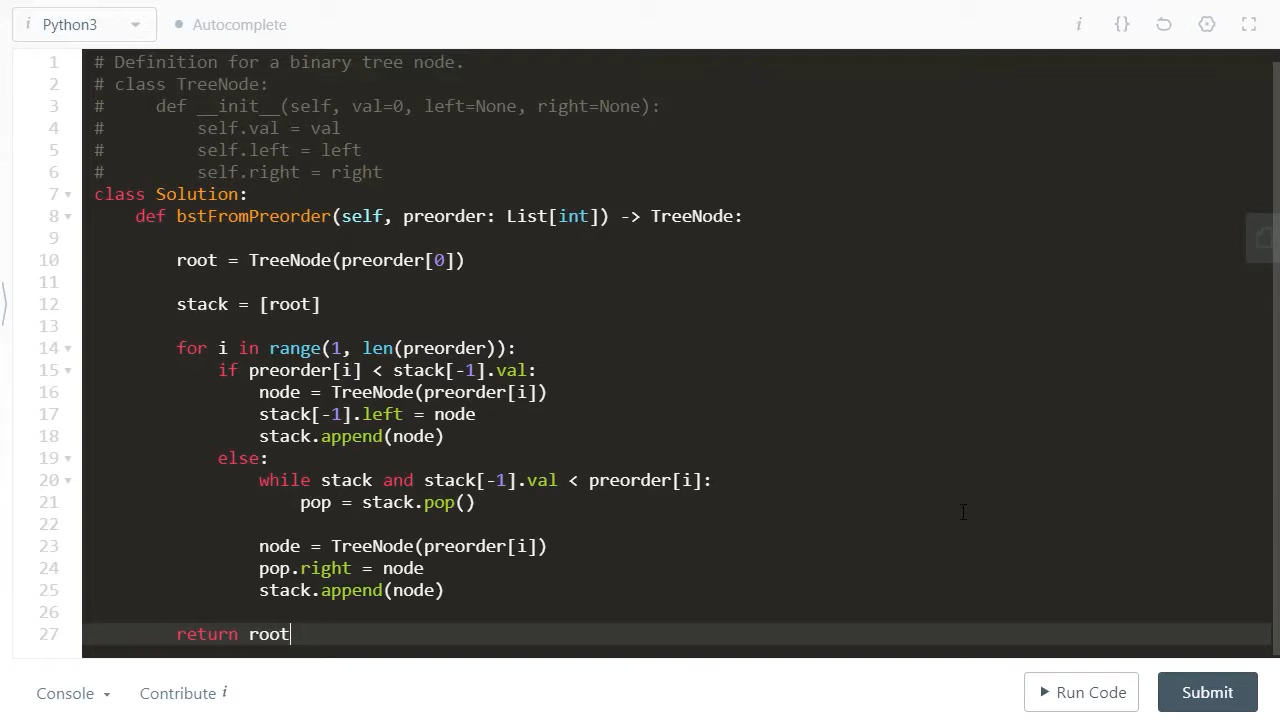 i Python3
Autocomplete
i {}
1 # Definition for a binary tree node.
2 # class TreeNode:
3 #     def __init__(self, val=0, left=None, right=None):
4 #         self.val = val
5 #         self.left = left
6 #         self.right = right
7 class Solution:
8     def bstFromPreorder(self, preorder: List[int]) -> TreeNode:
9
10         root = TreeNode(preorder[0])
11
12         stack = [root]
13
14         for i in range(1, len(preorder)):
15             if preorder[i] < stack[-1].val:
16                 node = TreeNode(preorder[i])
17                 stack[-1].left = node
18                 stack.append(node)
19             else:
20                 while stack and stack[-1].val < preorder[i]:
21                     pop = stack.pop()
22
23                 node = TreeNode(preorder[i])
24                 pop.right = node
25                 stack.append(node)
26
27         return root
Console
Contribute i
Run Code
Submit